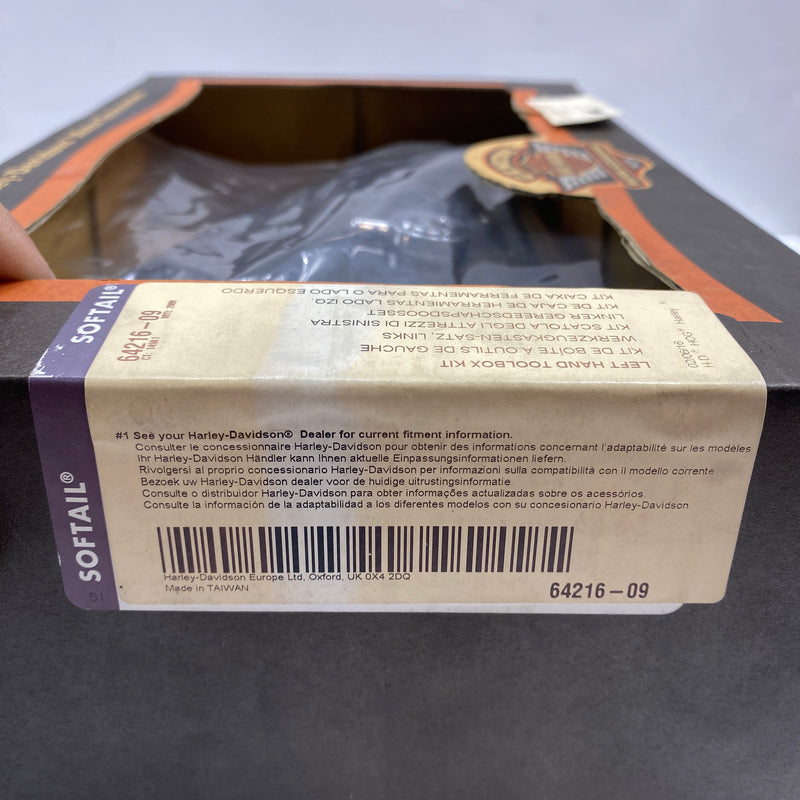 SOFTAIL®
64216-09
LEFT HAND TOOLBOX KIT
KIT DE BOÎTE À OUTILS DE GAUCHE
WERKZEUGKASTEN-SATZ, LINKS
KIT SCATOLA DEGLI ATTREZZI DI SINISTRA
LINKER GEREEDSCHAPSDOOSSET
KIT DE CAJA DE HERRAMIENTAS LADO IZQ.
KIT CAIXA DE FERRAMENTAS PARA O LADO ESQUERDO
H-D HOG Harley
SOFTAIL®
#1 See your Harley-Davidson® Dealer for current fitment information.
Consulter le concessionnaire Harley-Davidson pour obtenir des informations concernant l'adaptabilité sur les modèles
Ihr Harley-Davidson Händler kann Ihnen aktuelle Einpassungsinformationen liefern.
Rivolgersi al proprio concessionario Harley-Davidson per informazioni sulla compatibilità con il modello corrente
Bezoek uw Harley-Davidson dealer voor de huidige uitrustingsinformatie.
Consulte o distribuidor Harley-Davidson para obter informações actualizadas sobre os acessórios
Consulte la información de la adaptabilidad a los diferentes modelos con su concesionario Harley-Davidson.
Harley-Davidson Europe Ltd, Oxford, UK 0X4 2DQ
Made in TAIWAN
64216-09
51